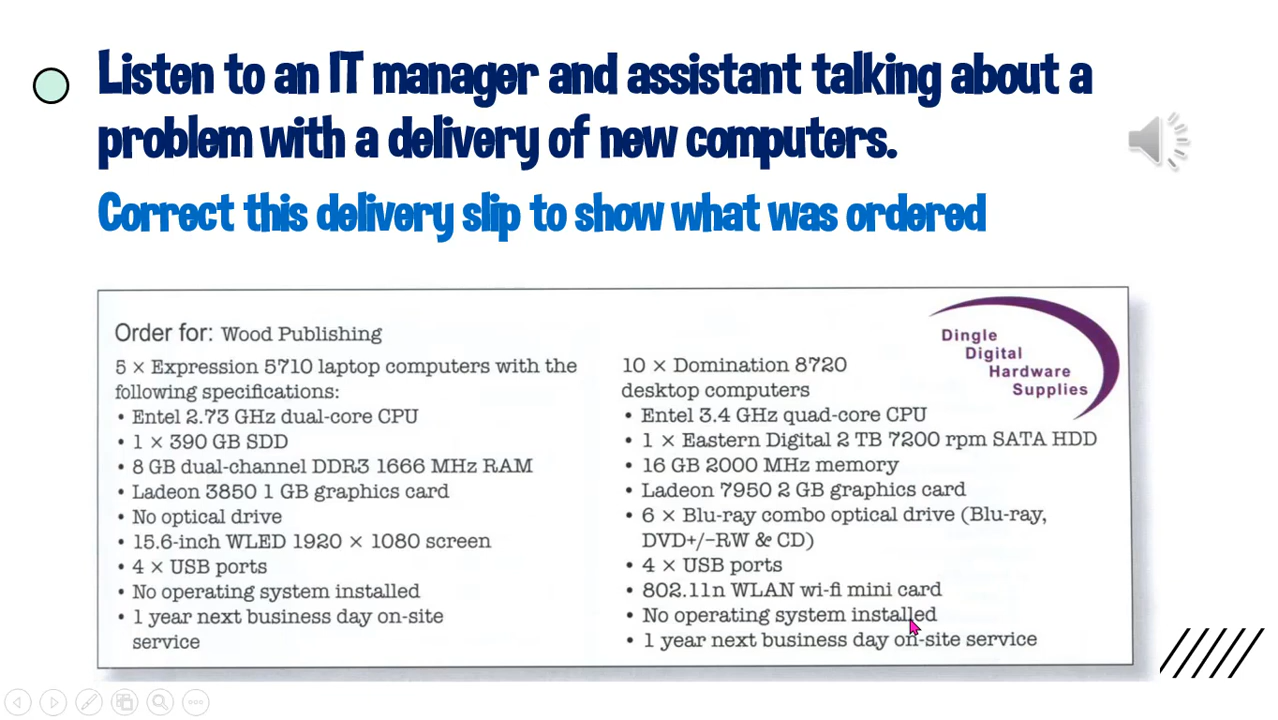 Listen to an IT manager and assistant talking about a
problem with a delivery of new computers.
Correct this delivery slip to show what was ordered
Order for: Wood Publishing
5 × Expression 5710 laptop computers with the
following specifications:
• Entel 2.73 GHz dual-core CPU
• 1 × 390 GB SDD
• 8 GB dual-channel DDR3 1666 MHz RAM
• Ladeon 3850 1 GB graphics card
• No optical drive
• 15.6-inch WLED 1920 × 1080 screen
• 4 × USB ports
• No operating system installed
• 1 year next business day on-site
service
10 × Domination 8720
desktop computers
• Entel 3.4 GHz quad-core CPU
• 1 × Eastern Digital 2 TB 7200 rpm SATA HDD
• 16 GB 2000 MHz memory
• Ladeon 7950 2 GB graphics card
• 6 × Blu-ray combo optical drive (Blu-ray,
DVD+/−RW & CD)
• 4 × USB ports
• 802.11n WLAN wi-fi mini card
• No operating system installed
• 1 year next business day on-site service
Dingle
Digital
Hardware
Supplies